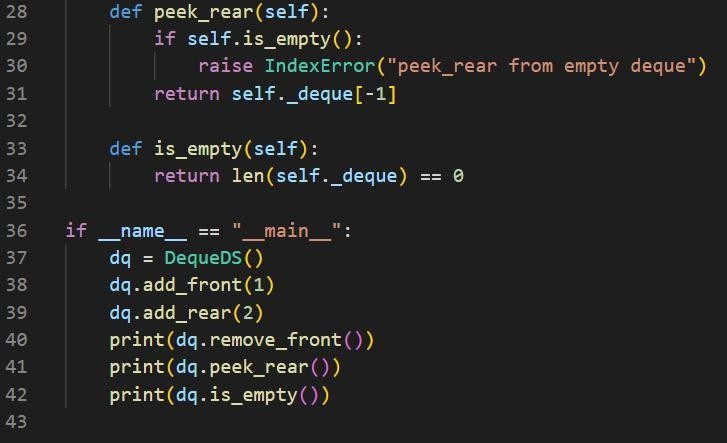 28 def peek_rear(self):
29 if self.is_empty():
30 raise IndexError("peek_rear from empty deque")
31 return self._deque[-1]
32
33 def is_empty(self):
34 return len(self._deque) == 0
35
36 if __name__ == "__main__":
37 dq = DequeDS()
38 dq.add_front(1)
39 dq.add_rear(2)
40 print(dq.remove_front())
41 print(dq.peek_rear())
42 print(dq.is_empty())
43